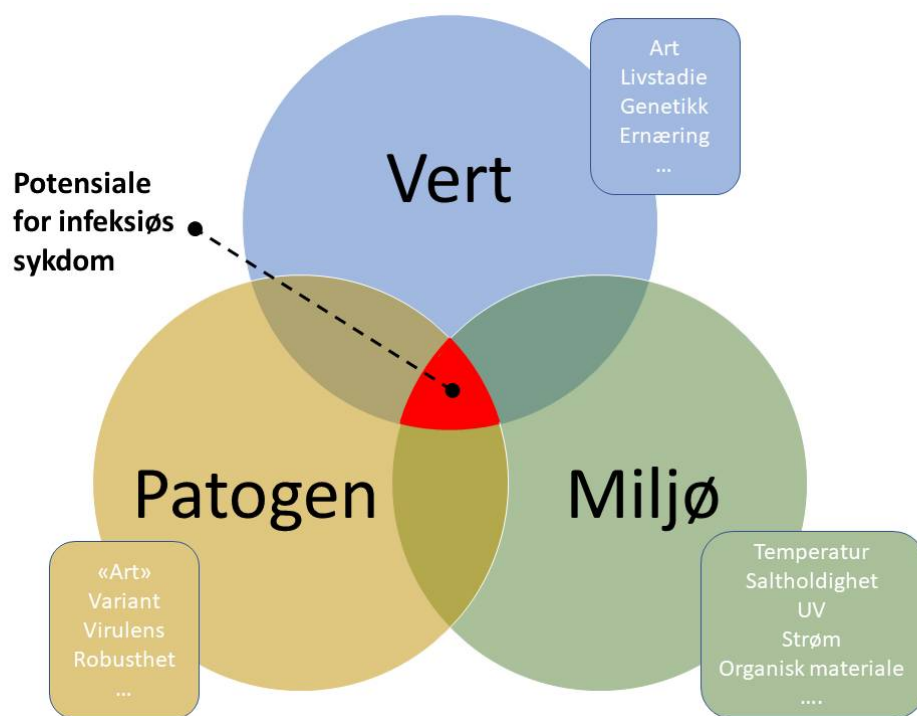 Art
Livstadie
Genetikk
Ernæring
...
Vert
Potensiale
for infeksiøs
sykdom
Patogen
Miljø
«Art»
Variant
Virulens
Robusthet
...
Temperatur
Saltholdighet
UV
Strøm
Organisk materiale
....